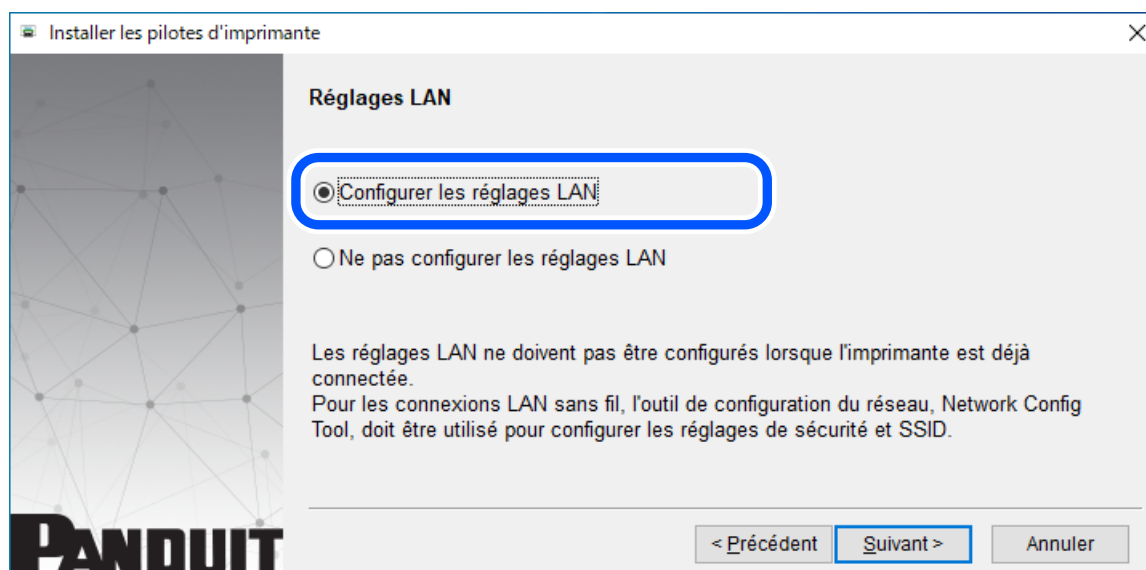 Installer les pilotes d'imprimante
Réglages LAN
Configurer les réglages LAN
Ne pas configurer les réglages LAN
Les réglages LAN ne doivent pas être configurés lorsque l'imprimante est déjà
connectée.
Pour les connexions LAN sans fil, l'outil de configuration du réseau, Network Config
Tool, doit être utilisé pour configurer les réglages de sécurité et SSID.
PANDUIT
< Précédent
Suivant >
Annuler